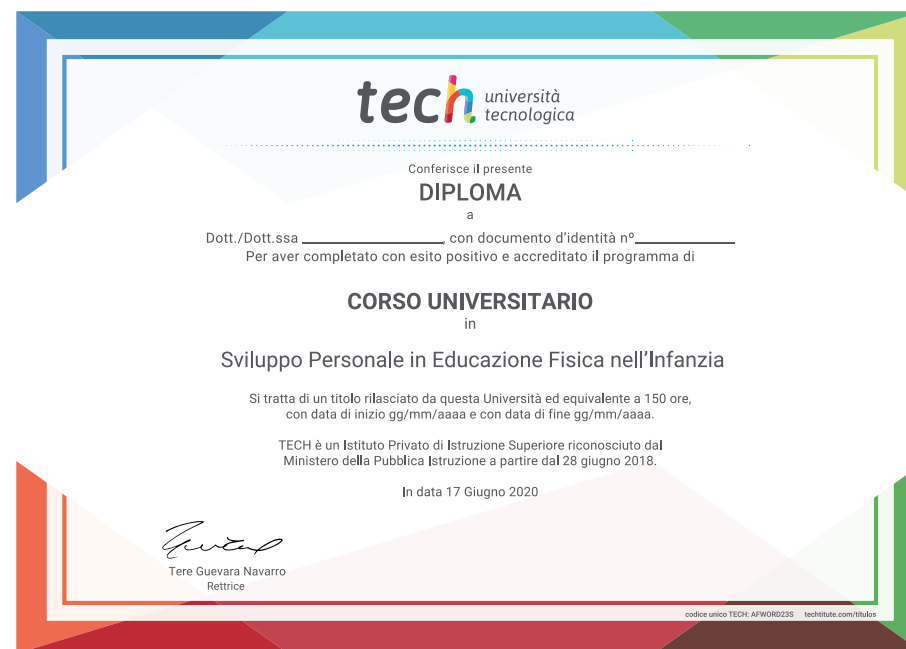 tech università
tecnologica
Conferisce il presente
DIPLOMA
a
Dott./Dott.ssa ________________, con documento d'identità nº____________
Per aver completato con esito positivo e accreditato il programma di
CORSO UNIVERSITARIO
in
Sviluppo Personale in Educazione Fisica nell'Infanzia
Si tratta di un titolo rilasciato da questa Università ed equivalente a 150 ore,
con data di inizio gg/mm/aaaa e con data di fine gg/mm/aaaa.
TECH è un Istituto Privato di Istruzione Superiore riconosciuto dal
Ministero della Pubblica Istruzione a partire dal 28 giugno 2018.
In data 17 Giugno 2020
Tere Guevara Navarro
Rettrice
codice unico TECH: AFWORD23S techtitute.com/titulos